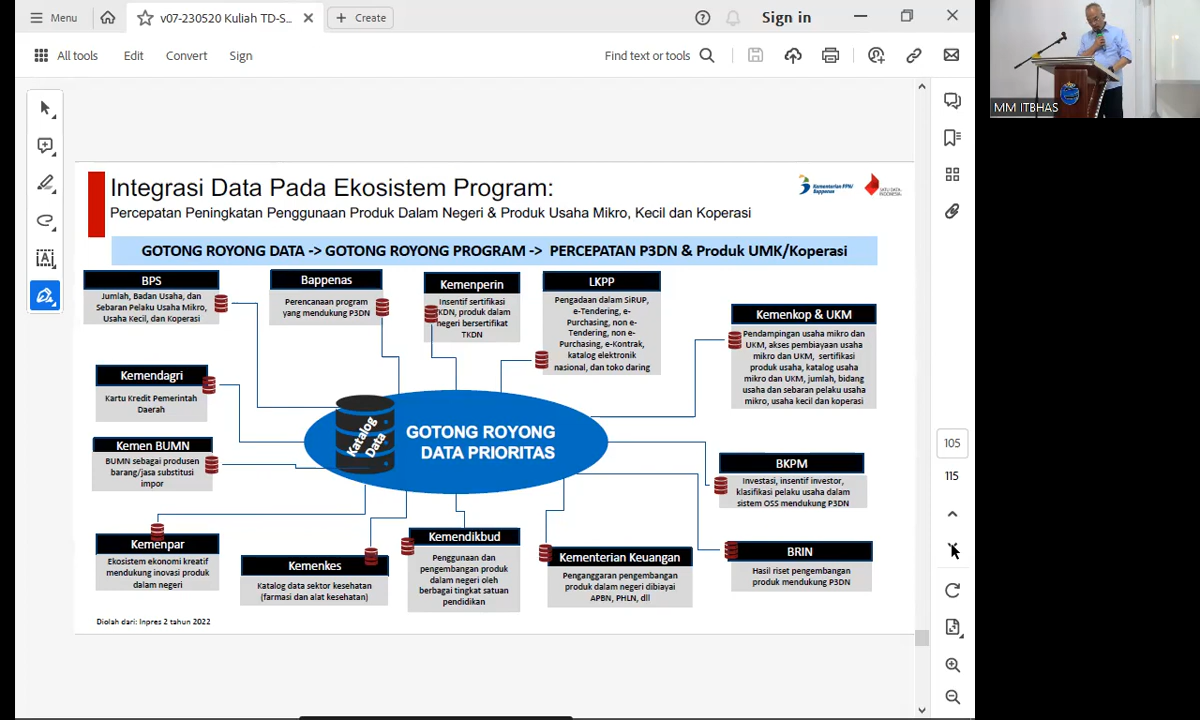 Menu
v07-230520 Kuliah TD-S...
Create
Sign in
All tools
Edit
Convert
Sign
Find text or tools
MM ITBHAS
Integrasi Data Pada Ekosistem Program:
Percepatan Peningkatan Penggunaan Produk Dalam Negeri & Produk Usaha Mikro, Kecil dan Koperasi
Kementerian PPN/
Bappenas
SATU DATA
INDONESIA
GOTONG ROYONG DATA -> GOTONG ROYONG PROGRAM -> PERCEPATAN P3DN & Produk UMK/Koperasi
BPS
Jumlah, Badan Usaha, dan
Sebaran Pelaku Usaha Mikro,
Usaha Kecil, dan Koperasi
Bappenas
Perencanaan program
yang mendukung P3DN
Kemenperin
Insentif sertifikasi
KDN, produk dalam
negeri bersertifikat
TKDN
LKPP
Pengadaan dalam SiRUP,
e-Tendering, e-
Purchasing, non e-
Tendering, non e-
Purchasing, e-Kontrak,
katalog elektronik
nasional, dan toko daring
Kemenkop & UKM
Pendampingan usaha mikro dan
UKM, akses pembiayaan usaha
mikro dan UKM, sertifikasi
produk usaha, katalog usaha
mikro dan UKM, jumlah, bidang
usaha dan sebaran pelaku usaha
mikro, usaha kecil dan koperasi
Kemendagri
Kartu Kredit Pemerintah
Daerah
Kemen BUMN
BUMN sebagai produsen
barang/jasa substitusi
impor
Katalog
Data
GOTONG ROYONG
DATA PRIORITAS
BKPM
Investasi, insentif investor,
klasifikasi pelaku usaha dalam
sistem OSS mendukung P3DN
Kemenpar
Ekosistem ekonomi kreatif
mendukung inovasi produk
dalam negeri
Kemenkes
Katalog data sektor kesehatan
(farmasi dan alat kesehatan)
Kemendikbud
Penggunaan dan
pengembangan produk
dalam negeri oleh
berbagai tingkat satuan
pendidikan
Kementerian Keuangan
Penganggaran pengembangan
produk dalam negeri dibiayai
APBN, PHLN, dll
BRIN
Hasil riset pengembangan
produk mendukung P3DN
Diolah dari: Inpres 2 tahun 2022
105
115